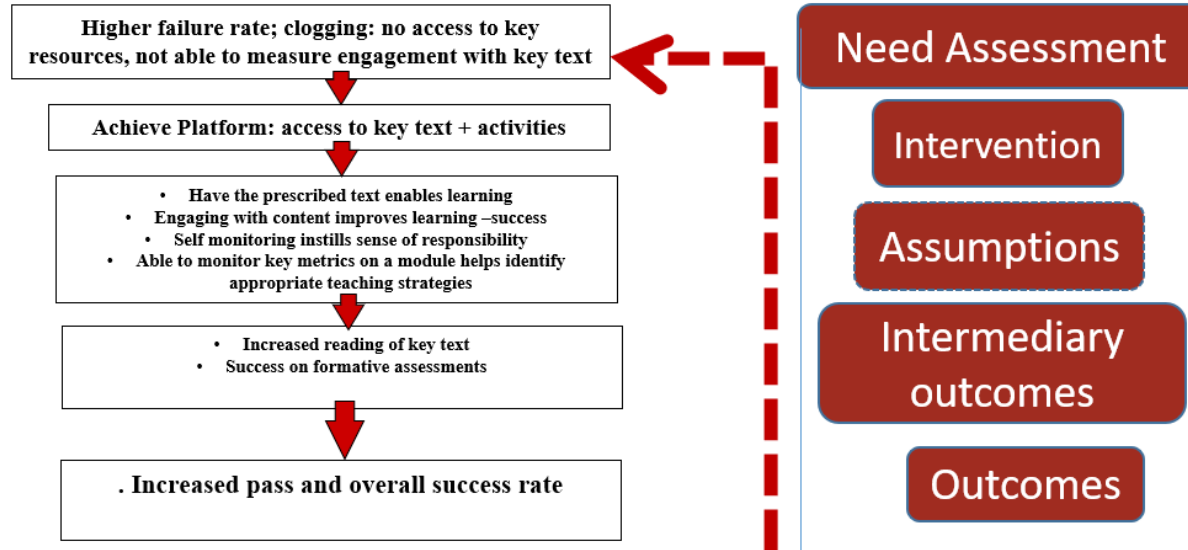 Higher failure rate; clogging: no access to key
resources, not able to measure engagement with key text
Achieve Platform: access to key text + activities
• Have the prescribed text enables learning
• Engaging with content improves learning –success
• Self monitoring instills sense of responsibility
• Able to monitor key metrics on a module helps identify
appropriate teaching strategies
• Increased reading of key text
• Success on formative assessments
. Increased pass and overall success rate
Need Assessment
Intervention
Assumptions
Intermediary
outcomes
Outcomes